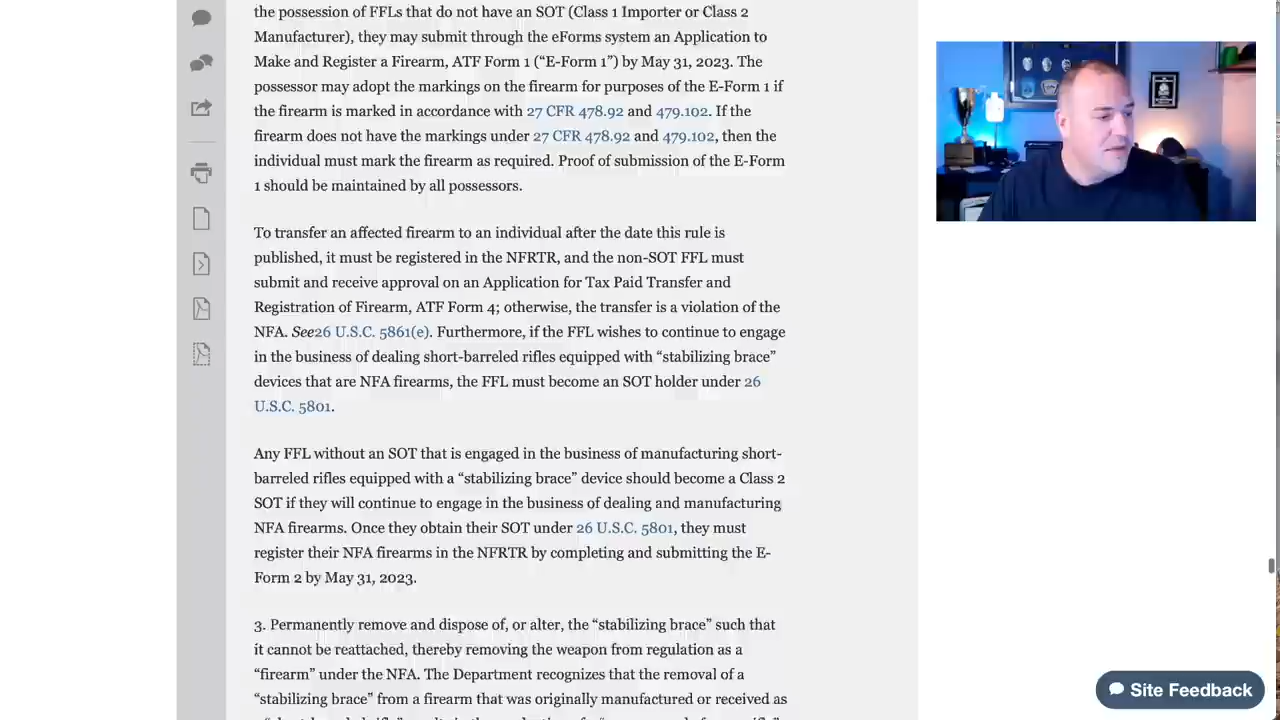 the possession of FFLs that do not have an SOT (Class 1 Importer or Class 2
Manufacturer), they may submit through the eForms system an Application to
Make and Register a Firearm, ATF Form 1 (“E-Form 1”) by May 31, 2023. The
possessor may adopt the markings on the firearm for purposes of the E-Form 1 if
the firearm is marked in accordance with 27 CFR 478.92 and 479.102. If the
firearm does not have the markings under 27 CFR 478.92 and 479.102, then the
individual must mark the firearm as required. Proof of submission of the E-Form
1 should be maintained by all possessors.
To transfer an affected firearm to an individual after the date this rule is
published, it must be registered in the NFRTR, and the non-SOT FFL must
submit and receive approval on an Application for Tax Paid Transfer and
Registration of Firearm, ATF Form 4; otherwise, the transfer is a violation of the
NFA. See26 U.S.C. 5861(e). Furthermore, if the FFL wishes to continue to engage
in the business of dealing short-barreled rifles equipped with “stabilizing brace”
devices that are NFA firearms, the FFL must become an SOT holder under 26
U.S.C. 5801.
Any FFL without an SOT that is engaged in the business of manufacturing short-
barreled rifles equipped with a “stabilizing brace” device should become a Class 2
SOT if they will continue to engage in the business of dealing and manufacturing
NFA firearms. Once they obtain their SOT under 26 U.S.C. 5801, they must
register their NFA firearms in the NFRTR by completing and submitting the E-
Form 2 by May 31, 2023.
3. Permanently remove and dispose of, or alter, the “stabilizing brace” such that
it cannot be reattached, thereby removing the weapon from regulation as a
“firearm” under the NFA. The Department recognizes that the removal of a
“stabilizing brace” from a firearm that was originally manufactured or received as
Site Feedback